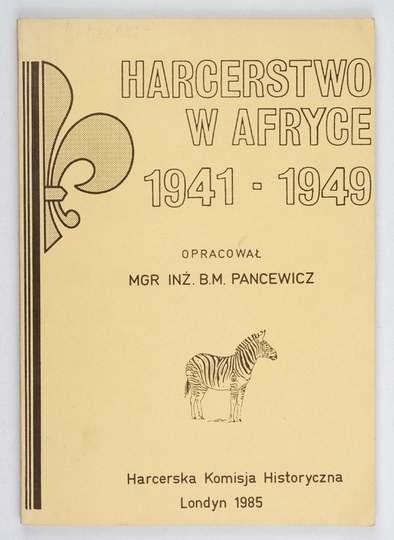 HARCERSTWO
W AFRYCE
1941 - 1949
OPRACOWAŁ
MGR INŻ. B.M. PANCEWICZ
Harcerska Komisja Historyczna
Londyn 1985